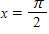 x = π/2